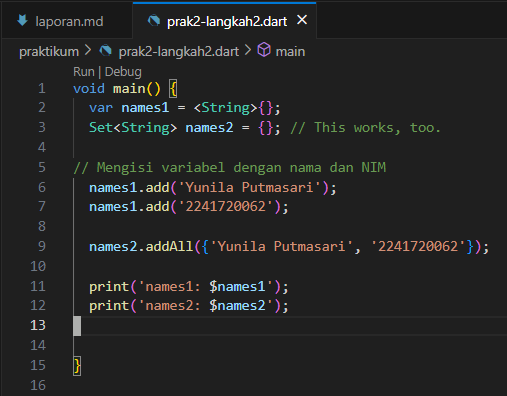 laporan.md prak2-langkah2.dart ×
praktikum > prak2-langkah2.dart > main
Run | Debug
1 void main() {
2   var names1 = <String>{};
3   Set<String> names2 = {}; // This works, too.
4
5 // Mengisi variabel dengan nama dan NIM
6   names1.add('Yunila Putmasari');
7   names1.add('2241720062');
8
9   names2.addAll({'Yunila Putmasari', '2241720062'});
10
11   print('names1: $names1');
12   print('names2: $names2');
13
14
15 }
16